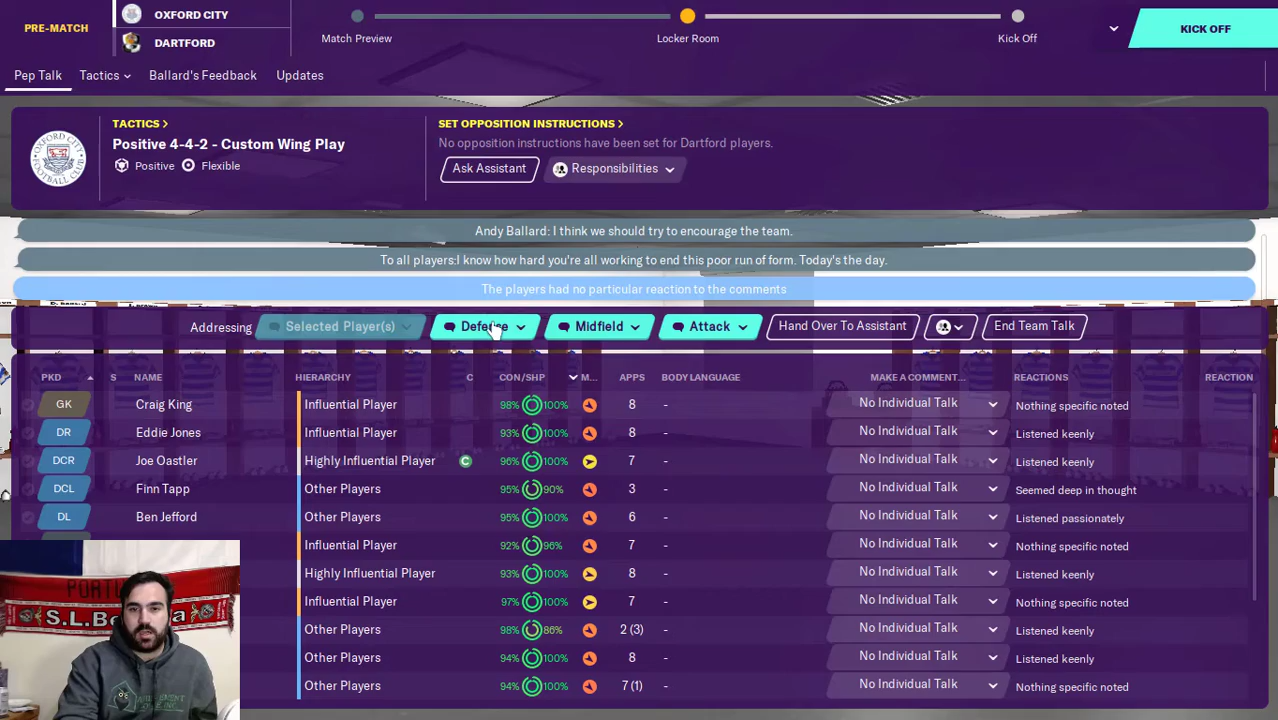 PRE-MATCH
OXFORD CITY
DARTFORD
Match Preview
Locker Room
Kick Off
KICK OFF
Pep Talk
Tactics
Ballard's Feedback
Updates
TACTICS >
Positive 4-4-2 - Custom Wing Play
Positive
Flexible
SET OPPOSITION INSTRUCTIONS >
No opposition instructions have been set for Dartford players.
Ask Assistant
Responsibilities
Andy Ballard: I think we should try to encourage the team.
To all players:I know how hard you're all working to end this poor run of form. Today's the day.
The players had no particular reaction to the comments
Addressing Selected Player(s) Defense Midfield Attack Hand Over To Assistant End Team Talk
PKD S NAME HIERARCHY C CON/SHP M... APPS BODY LANGUAGE MAKE A COMMENT... REACTIONS REACTION
GK Craig King Influential Player 98% 100% 8 - No Individual Talk Nothing specific noted
DR Eddie Jones Influential Player 93% 100% 8 - No Individual Talk Listened keenly
DCR Joe Oastler Highly Influential Player C 96% 100% 7 - No Individual Talk Listened keenly
DCL Finn Tapp Other Players 95% 90% 3 - No Individual Talk Seemed deep in thought
DL Ben Jefford Other Players 95% 100% 6 - No Individual Talk Listened passionately
Influential Player 92% 96% 7 - No Individual Talk Nothing specific noted
Highly Influential Player 93% 100% 8 - No Individual Talk Listened keenly
Influential Player 97% 100% 7 - No Individual Talk Nothing specific noted
Other Players 98% 86% 2 (3) - No Individual Talk Listened keenly
Other Players 94% 100% 8 - No Individual Talk Listened keenly
Other Players 94% 100% 7 (1) - No Individual Talk Nothing specific noted
S.L.Be